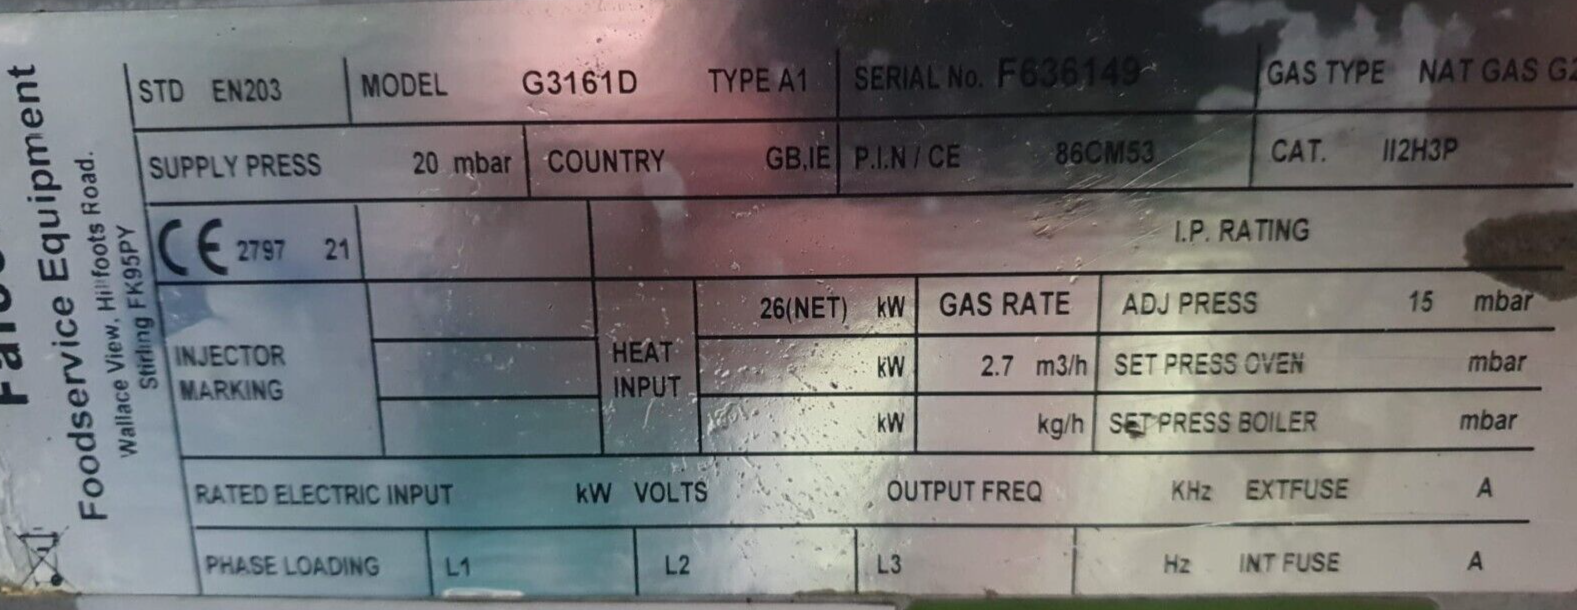 Foodservice Equipment
Wallace View, Hillfoots Road.
Stirling FK95PY
STD EN203 MODEL G3161D TYPE A1 SERIAL No. F636149 GAS TYPE NAT GAS
SUPPLY PRESS 20 mbar COUNTRY GB,IE P.I.N / CE 86CM53 CAT. II2H3P
CE 2797 21 I.P. RATING
INJECTOR MARKING HEAT INPUT 26(NET) kW GAS RATE ADJ PRESS 15 mbar
kW 2.7 m3/h SET PRESS OVEN mbar
kW kg/h SET PRESS BOILER mbar
RATED ELECTRIC INPUT kW VOLTS OUTPUT FREQ KHz EXTFUSE A
PHASE LOADING L1 L2 L3 Hz INT FUSE A